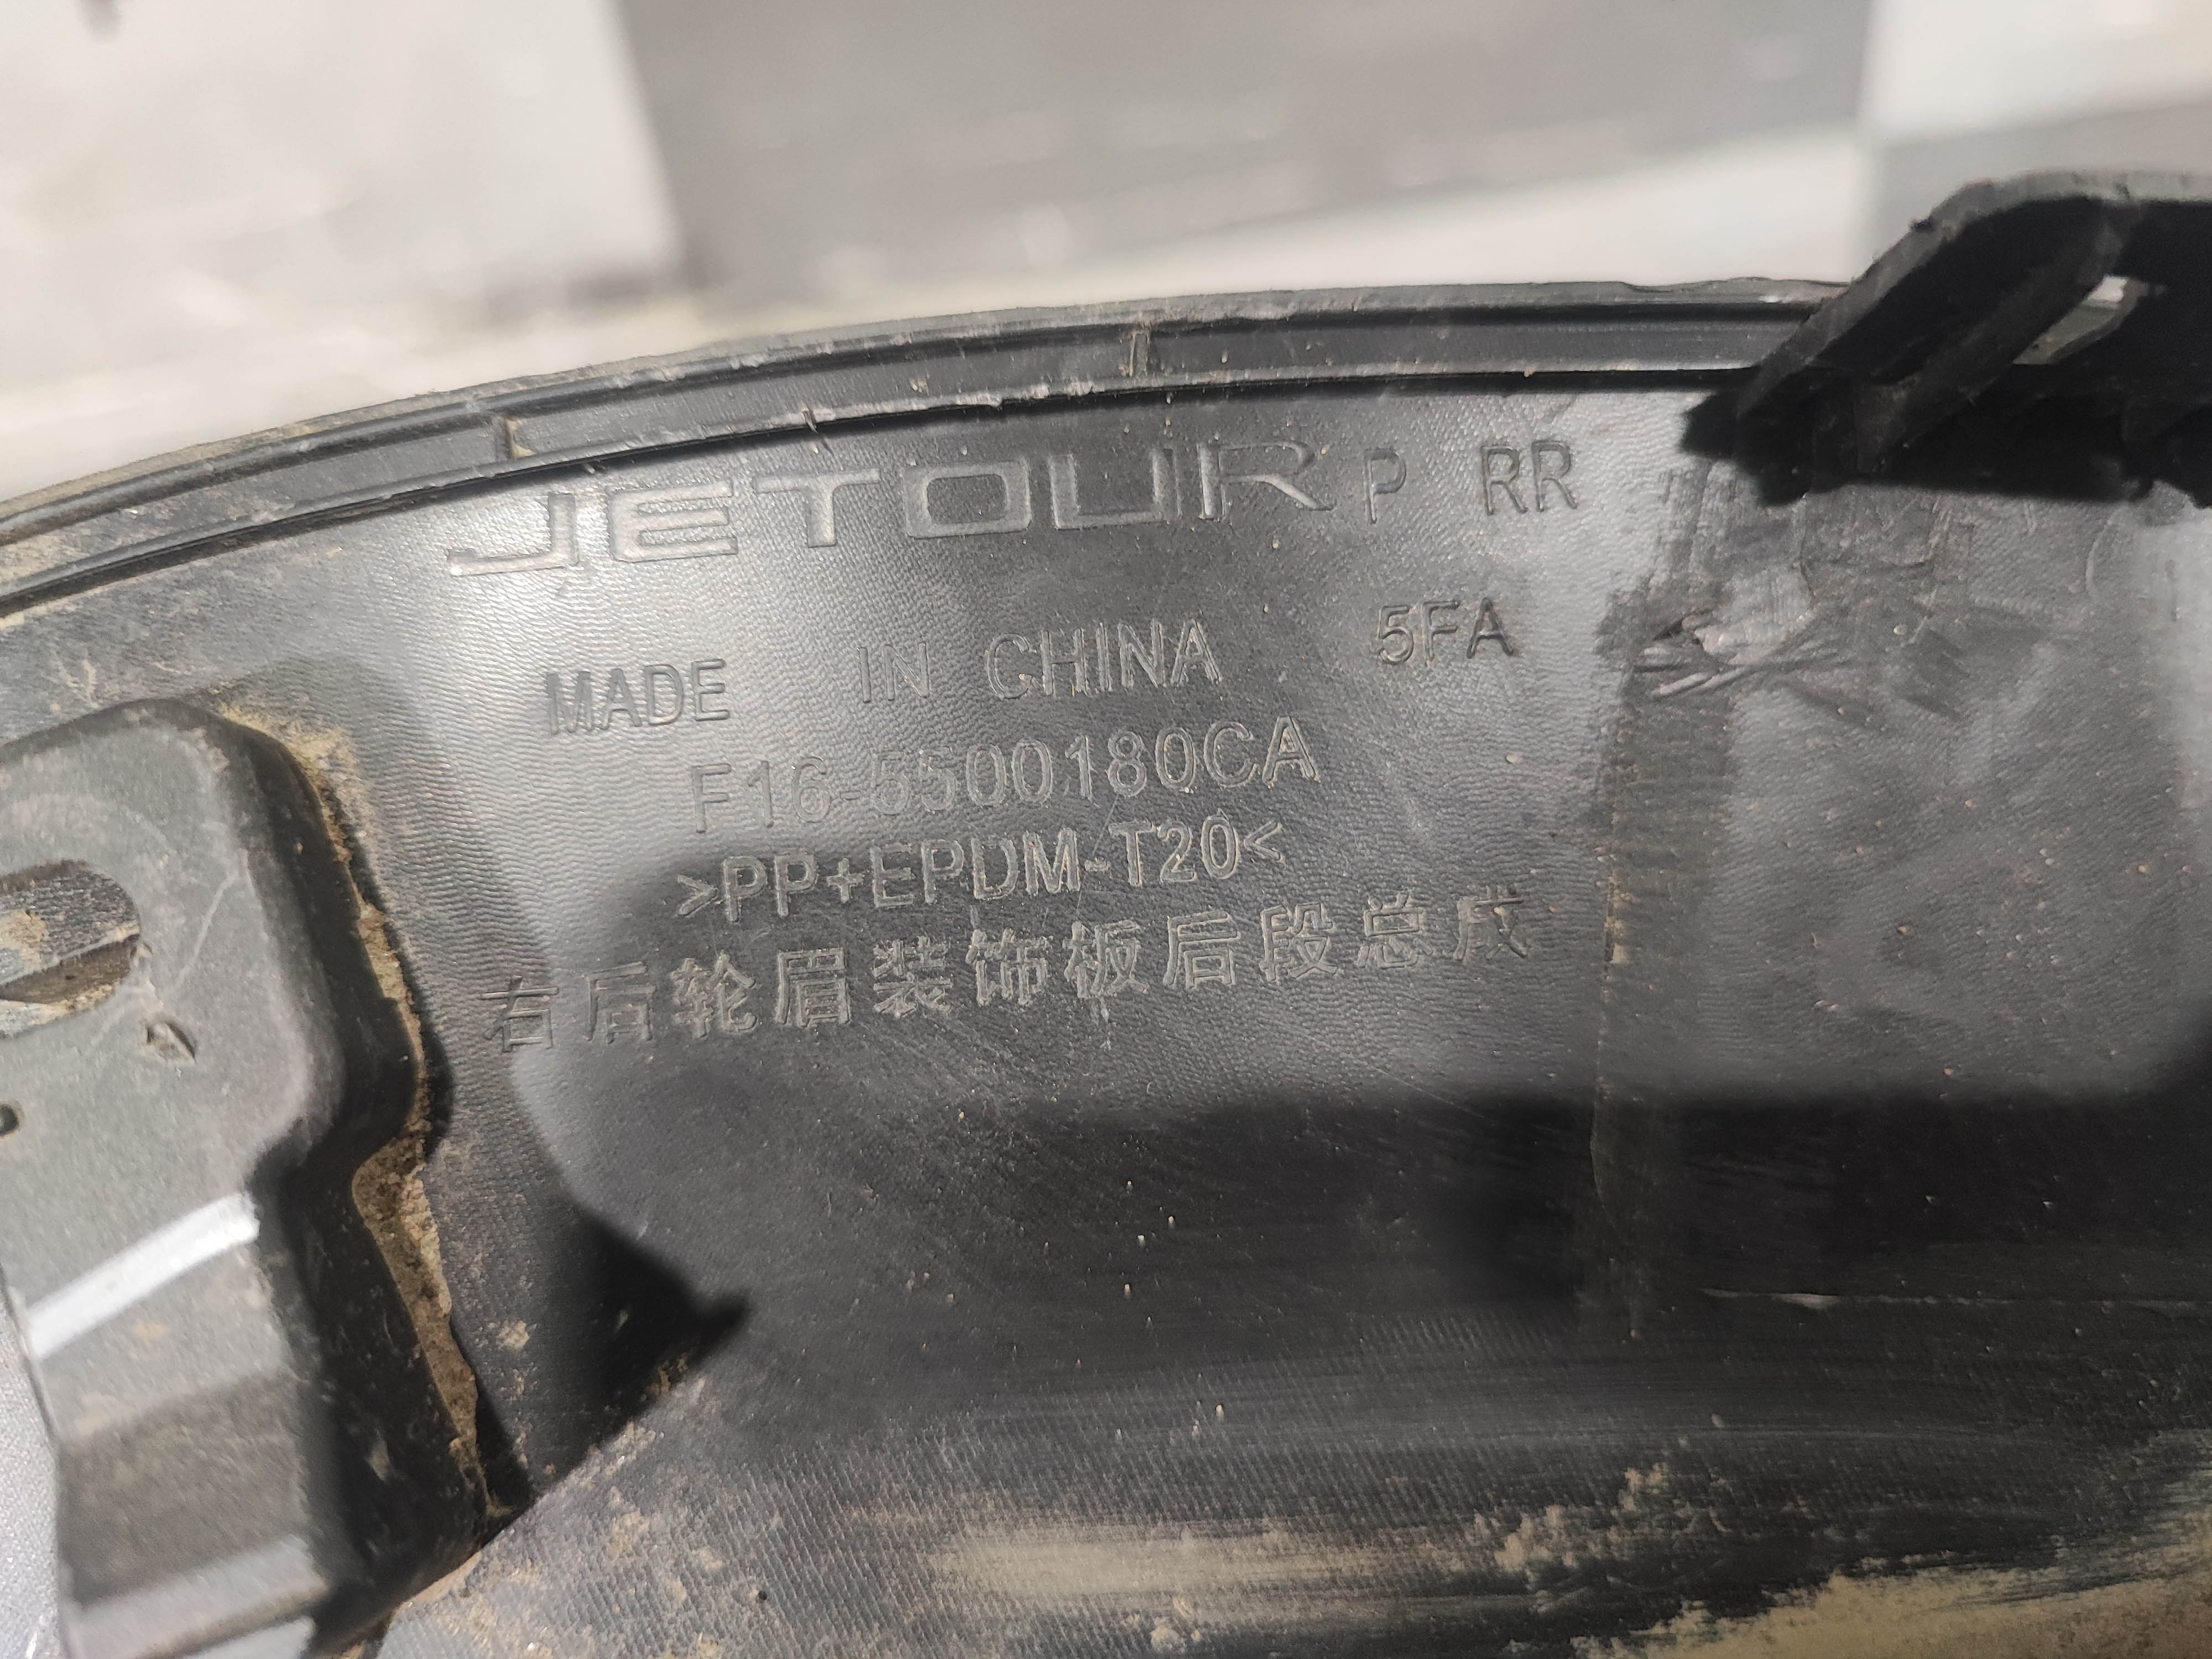 JETOUR P RR
MADE IN CHINA 5FA
F16-5500180CA
>PP+EPDM-T20<
右后轮眉装饰板后段总成